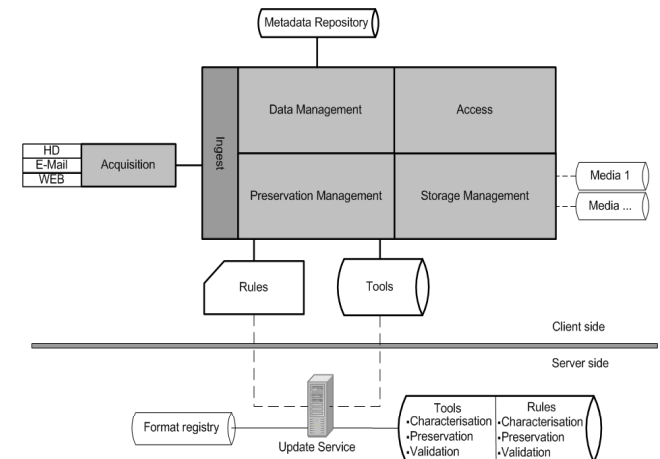 Metadata Repository
Data Management
Access
Ingest
HD
E-Mail
WEB
Acquisition
Preservation Management
Storage Management
Media 1
Media ...
Rules
Tools
Client side
Server side
Format registry
Update Service
Tools
•Characterisation
•Preservation
•Validation
Rules
•Characterisation
•Preservation
•Validation